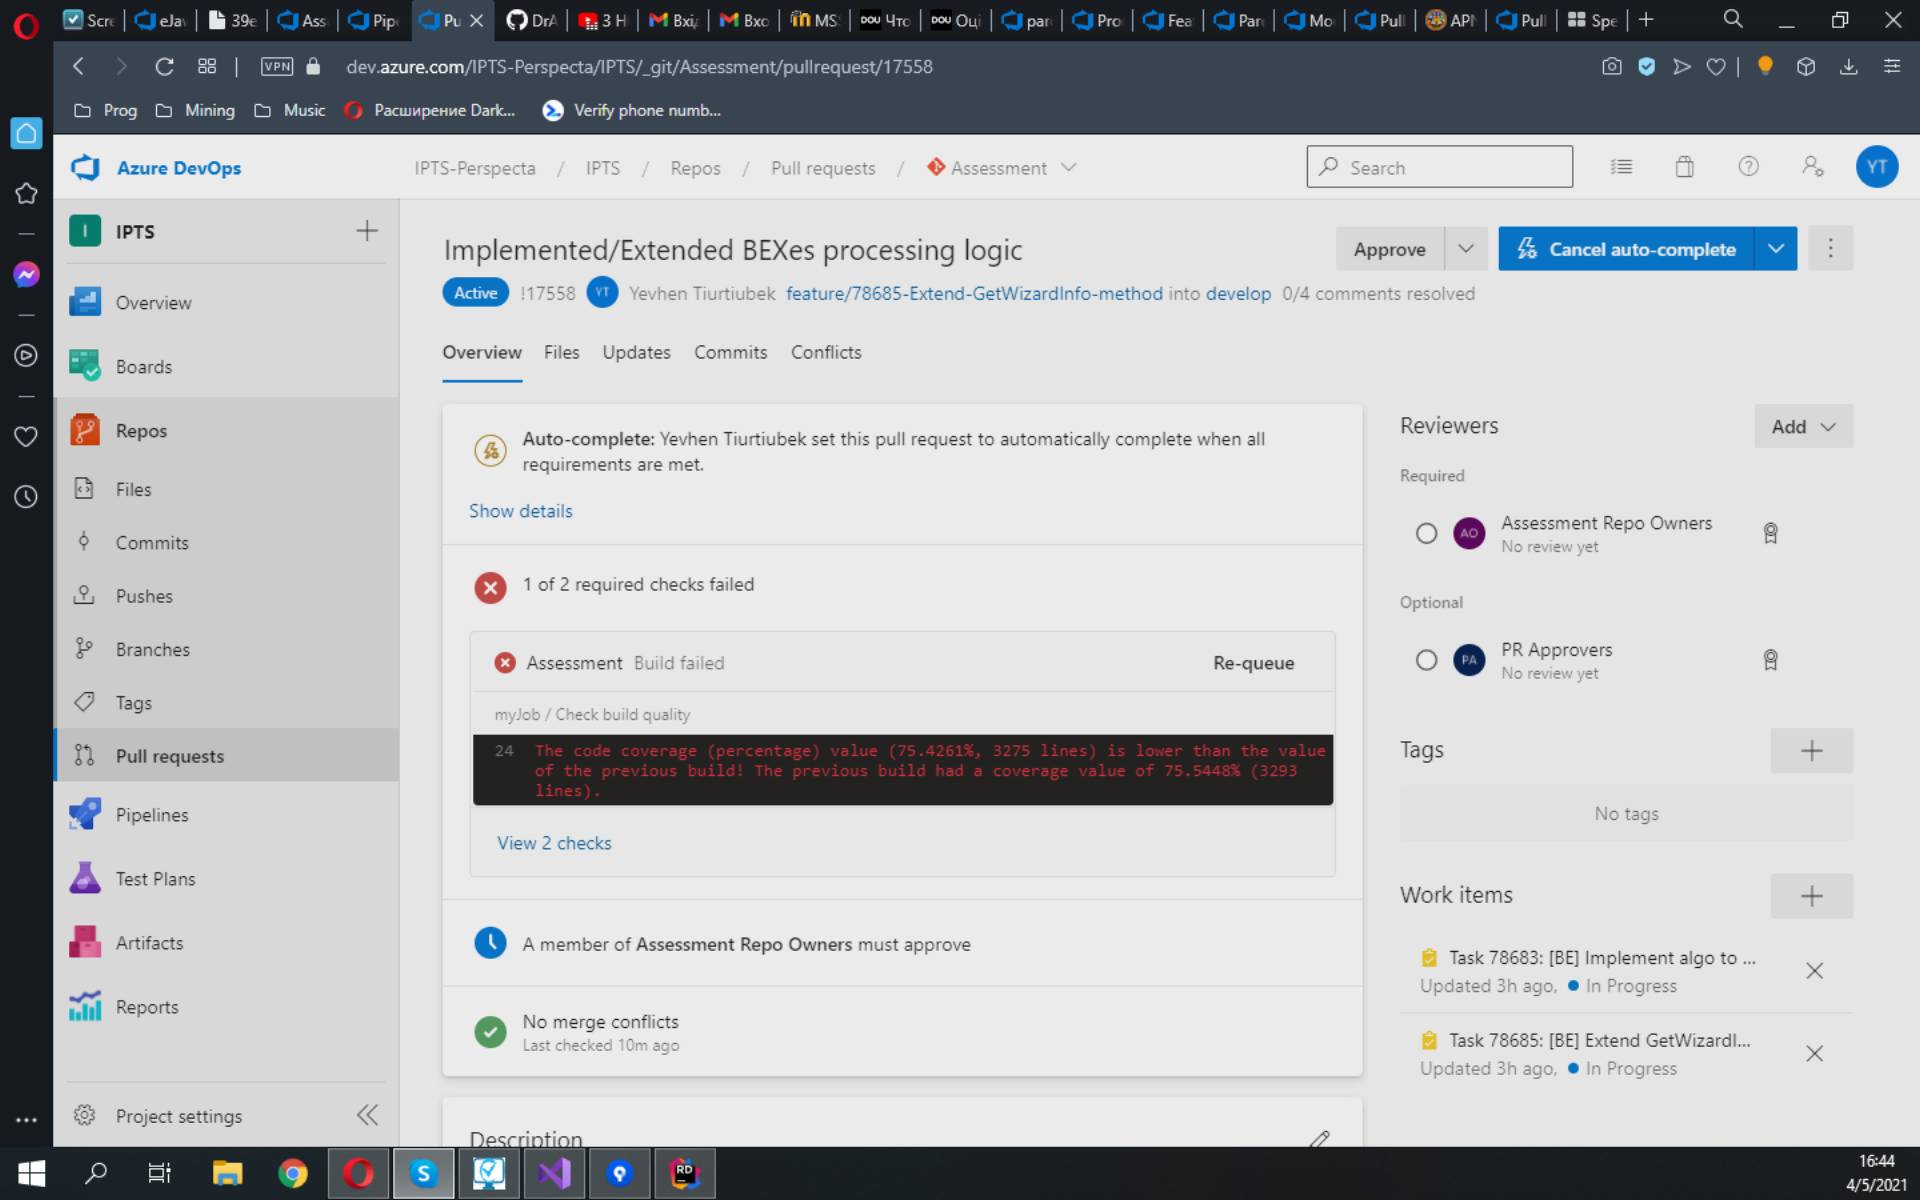 Scre
eJav
39e
Ass
Pip
Pu
DrA
3 H
Вхі
Вхо
MS
DOU Что
DOU Оці
par
Pro
Fea
Par
Mo
Pull
API
Pull
Spe
VPN
dev.azure.com/IPTS-Perspecta/IPTS/_git/Assessment/pullrequest/17558
Prog
Mining
Music
Расширение Dark...
Verify phone numb...
Azure DevOps
IPTS-Perspecta / IPTS / Repos / Pull requests / Assessment
Search
YT
I IPTS
Overview
Boards
Repos
Files
Commits
Pushes
Branches
Tags
Pull requests
Pipelines
Test Plans
Artifacts
Reports
Project settings
Implemented/Extended BEXes processing logic
Approve
Cancel auto-complete
Active !17558 YT Yevhen Tiurtiubek feature/78685-Extend-GetWizardInfo-method into develop 0/4 comments resolved
Overview Files Updates Commits Conflicts
Auto-complete: Yevhen Tiurtiubek set this pull request to automatically complete when all
requirements are met.
Show details
1 of 2 required checks failed
Assessment Build failed
Re-queue
myJob / Check build quality
24 The code coverage (percentage) value (75.4261%, 3275 lines) is lower than the value
of the previous build! The previous build had a coverage value of 75.5448% (3293
lines).
View 2 checks
A member of Assessment Repo Owners must approve
No merge conflicts
Last checked 10m ago
Description
Reviewers
Add
Required
AO Assessment Repo Owners
No review yet
Optional
PA PR Approvers
No review yet
Tags
No tags
Work items
Task 78683: [BE] Implement algo to ...
Updated 3h ago, In Progress
Task 78685: [BE] Extend GetWizardI...
Updated 3h ago, In Progress
RD
16:44
4/5/2021